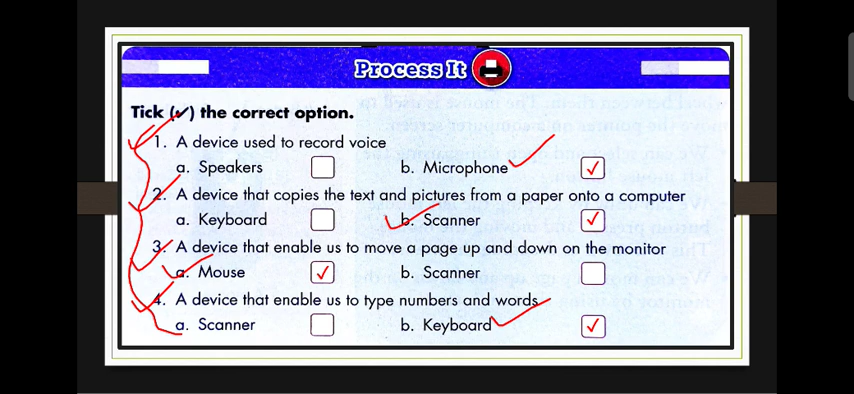 Process It
Tick (✓) the correct option.
1. A device used to record voice
a. Speakers b. Microphone ✓
2. A device that copies the text and pictures from a paper onto a computer
a. Keyboard b. Scanner ✓
3. A device that enable us to move a page up and down on the monitor
a. Mouse ✓ b. Scanner
4. A device that enable us to type numbers and words
a. Scanner b. Keyboard ✓